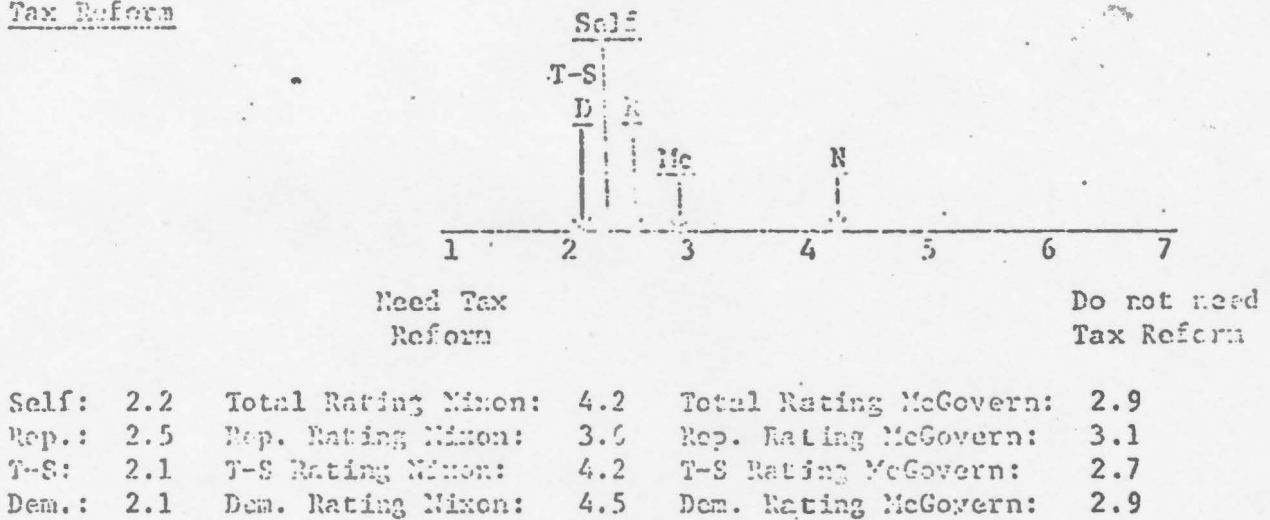 Tax Reform
Self
T-S
D R
Mc N
1 2 3 4 5 6 7
Need Tax Do not need
Reform Tax Reform
Self: 2.2 Total Rating Nixon: 4.2 Total Rating McGovern: 2.9
Rep.: 2.5 Rep. Rating Nixon: 3.6 Rep. Rating McGovern: 3.1
T-S: 2.1 T-S Rating Nixon: 4.2 T-S Rating McGovern: 2.7
Dem.: 2.1 Dem. Rating Nixon: 4.5 Dem. Rating McGovern: 2.9